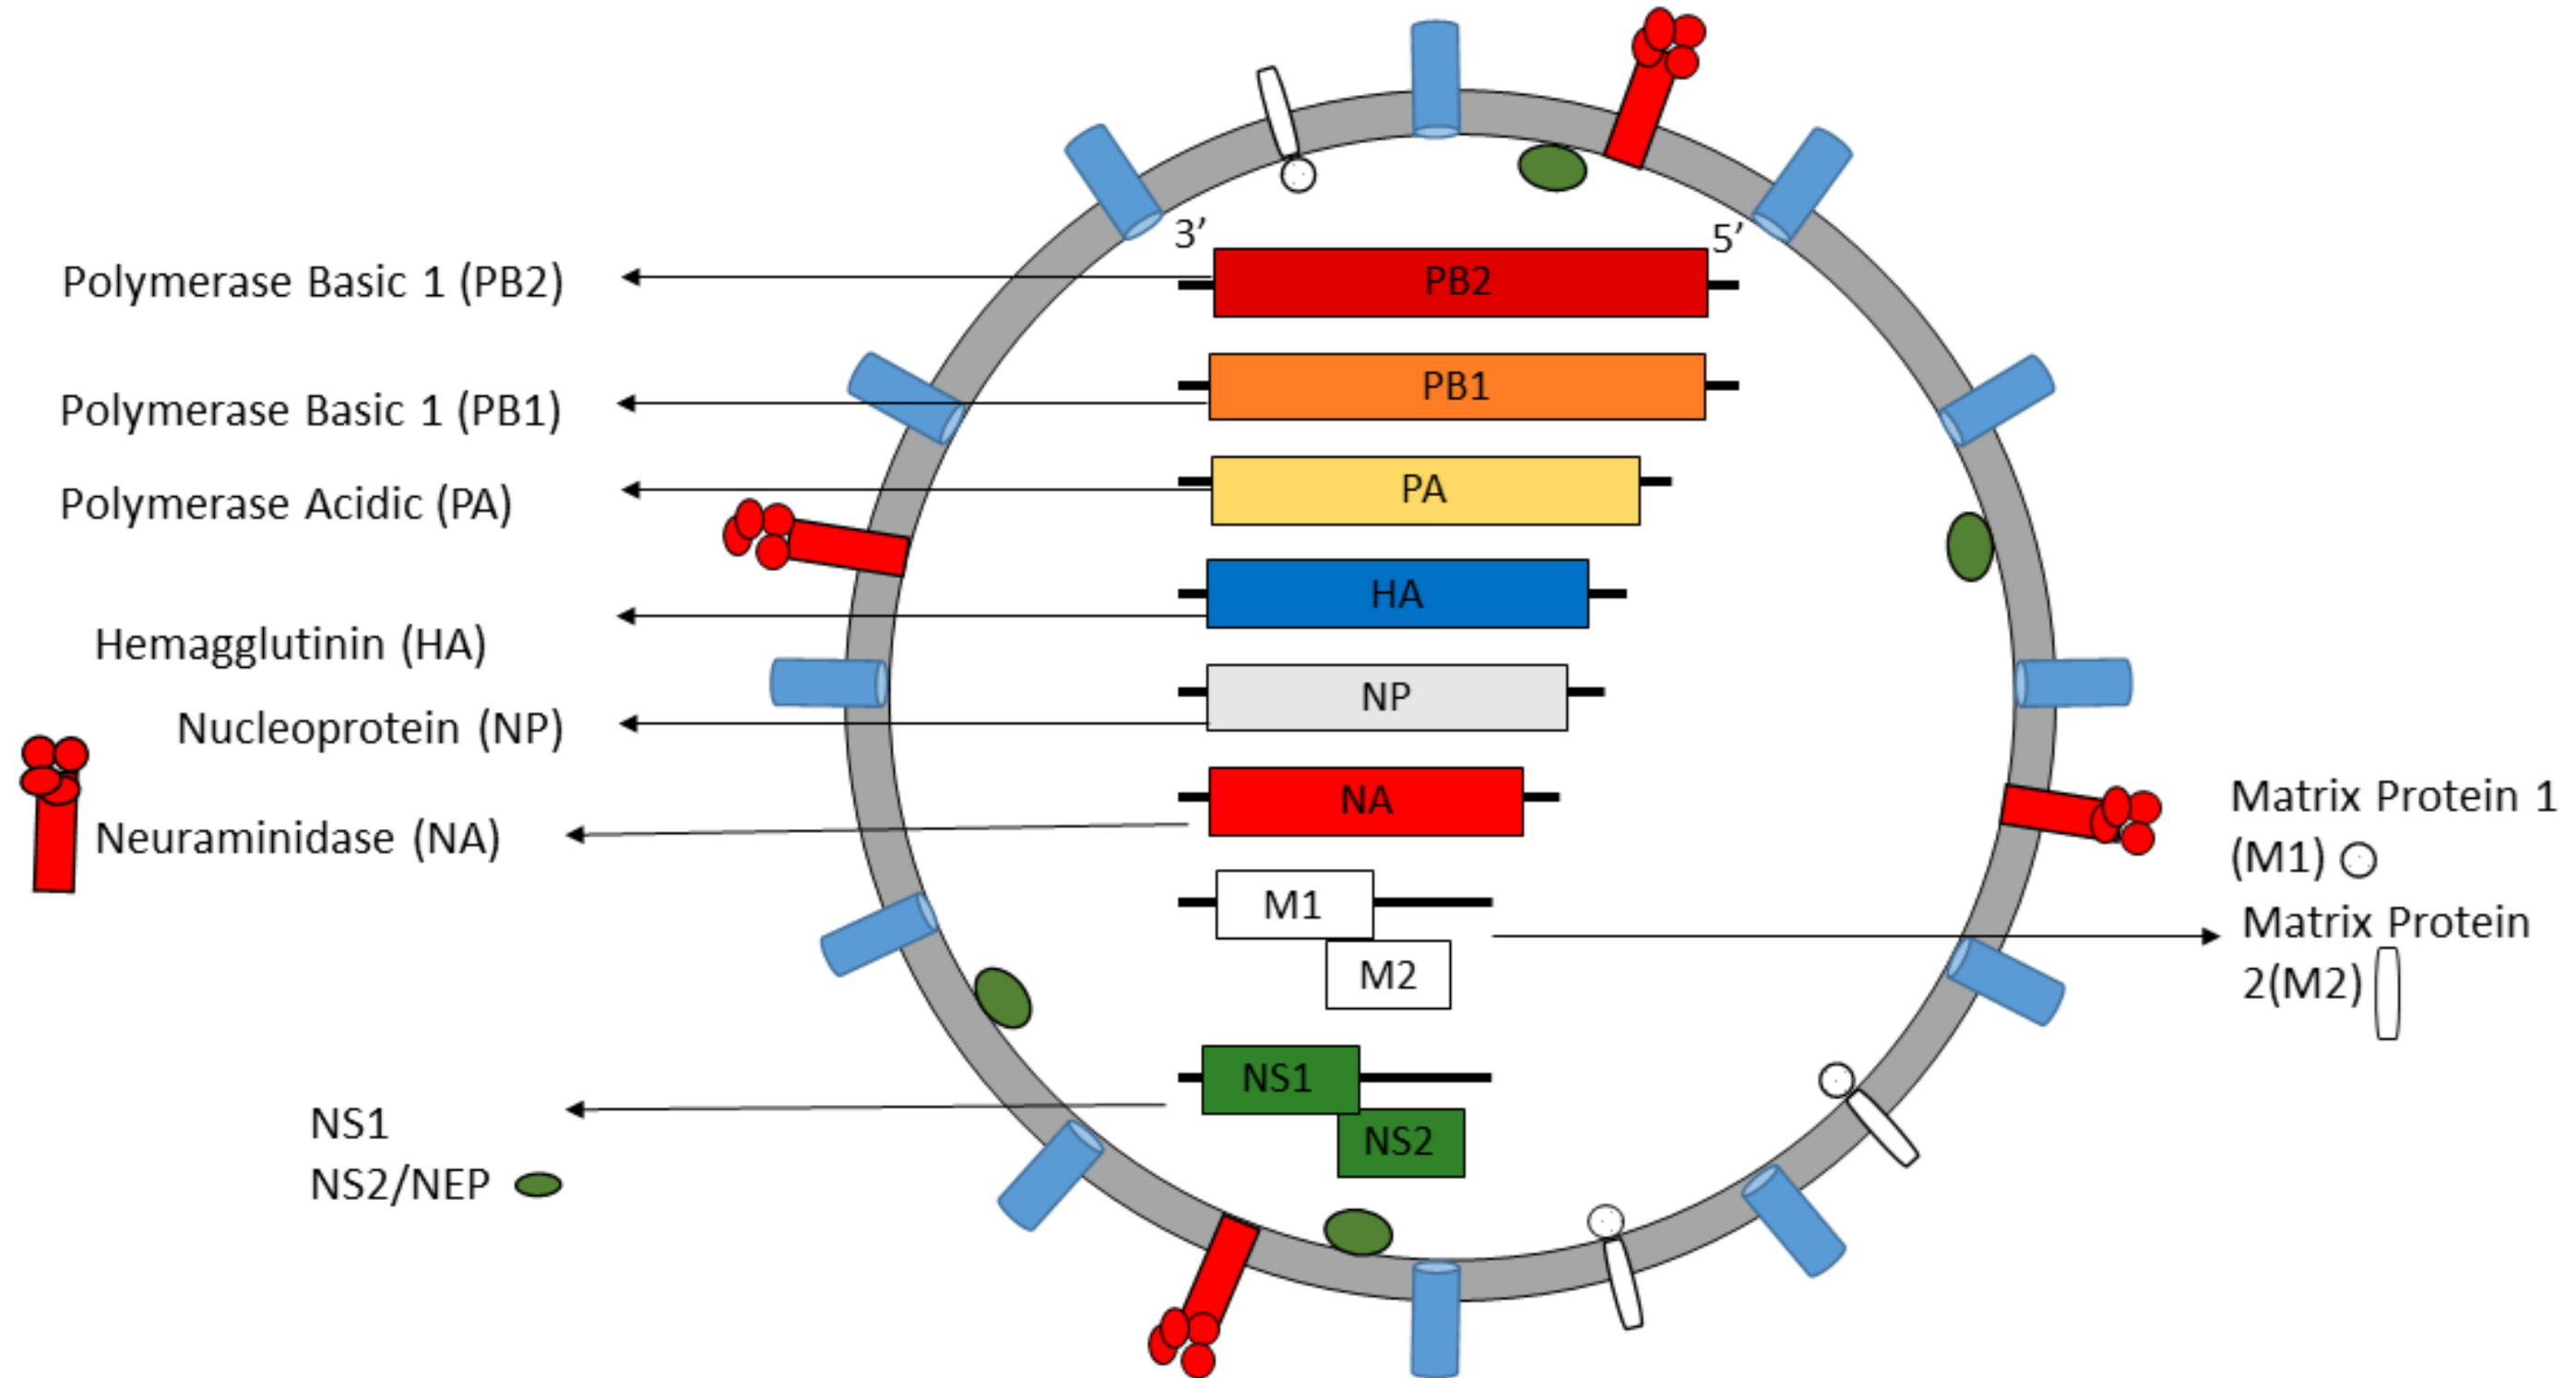 3’
5’
Polymerase Basic 1 (PB2)
PB2
Polymerase Basic 1 (PB1)
PB1
Polymerase Acidic (PA)
PA
Hemagglutinin (HA)
HA
Nucleoprotein (NP)
NP
Neuraminidase (NA)
NA
M1
M2
Matrix Protein 1
(M1)
Matrix Protein
2(M2)
NS1
NS2
NS1
NS2/NEP